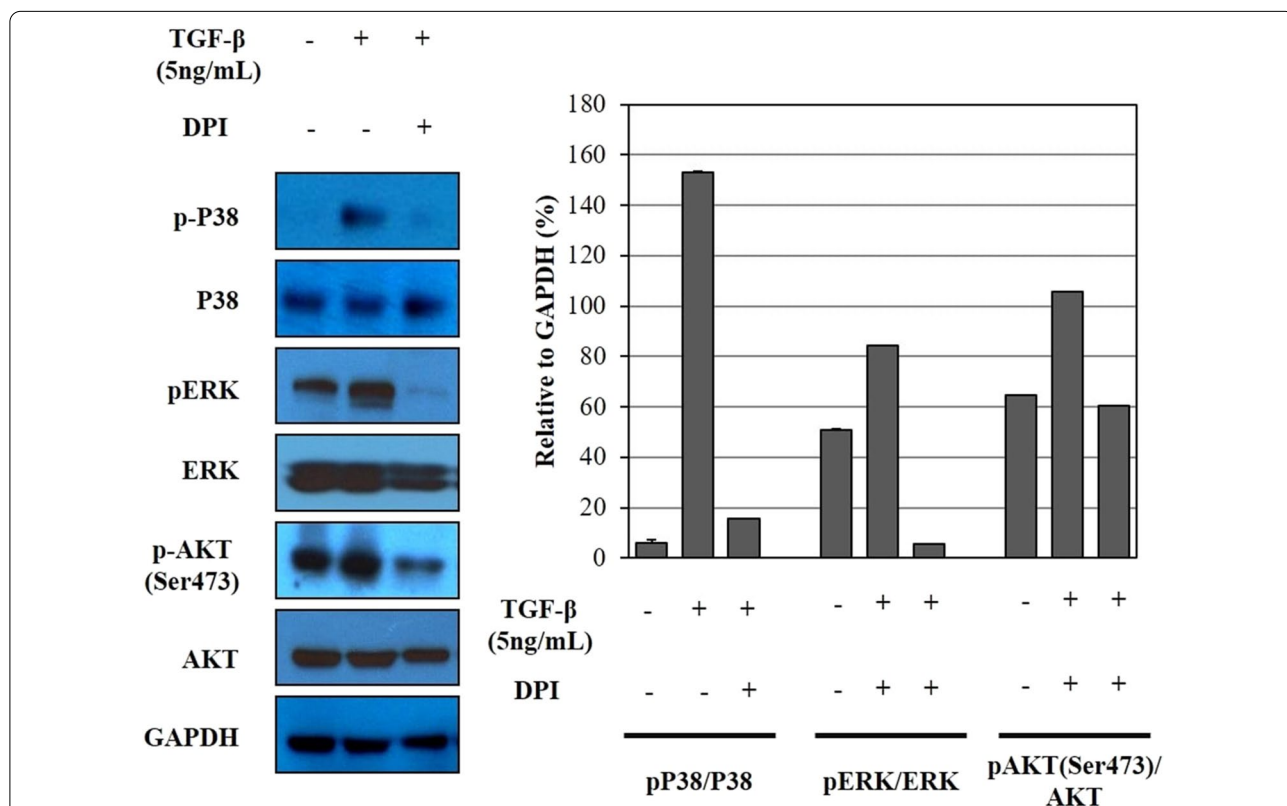 TGF-β - + +
(5ng/mL)
DPI - - +
p-P38
P38
pERK
ERK
p-AKT
(Ser473)
AKT
GAPDH
Relative to GAPDH (%)
180
160
140
120
100
80
60
40
20
0
TGF-β - + + - + + - + +
(5ng/mL)
DPI - - + - + + - + +
pP38/P38 pERK/ERK pAKT(Ser473)/
AKT